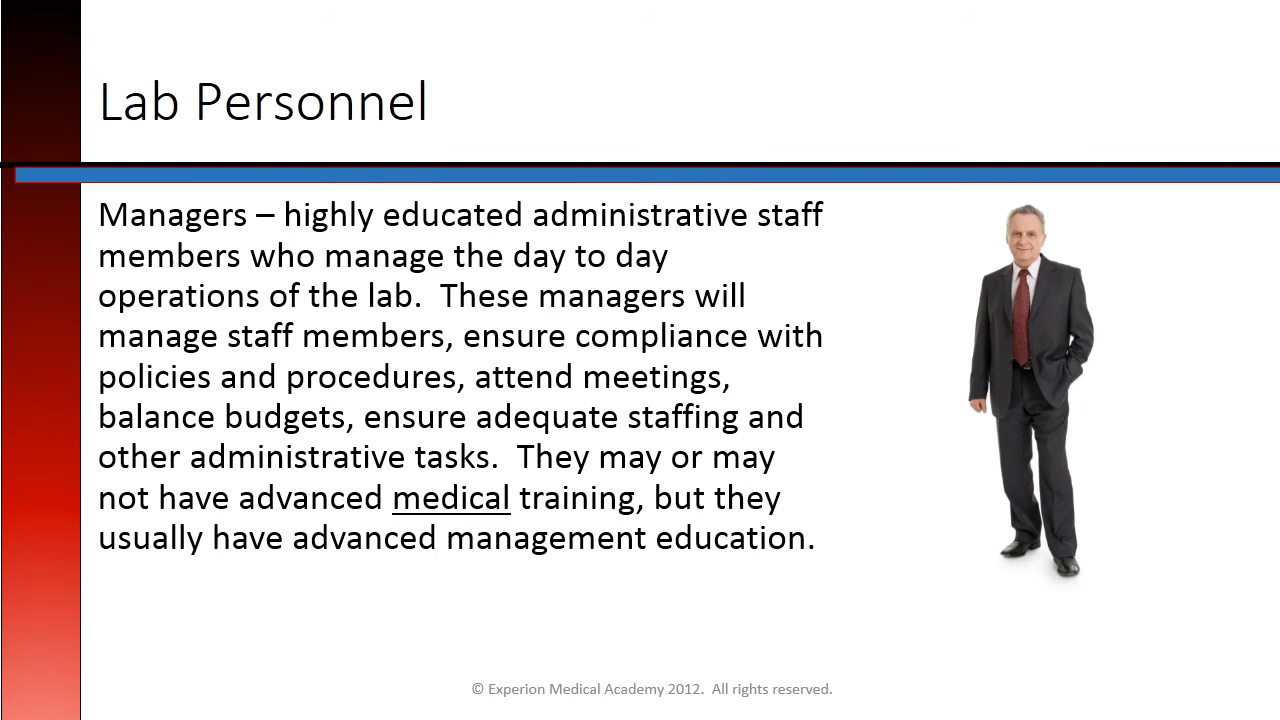 Lab Personnel
Managers – highly educated administrative staff
members who manage the day to day
operations of the lab.  These managers will
manage staff members, ensure compliance with
policies and procedures, attend meetings,
balance budgets, ensure adequate staffing and
other administrative tasks.  They may or may
not have advanced medical training, but they
usually have advanced management education.
© Experion Medical Academy 2012.  All rights reserved.